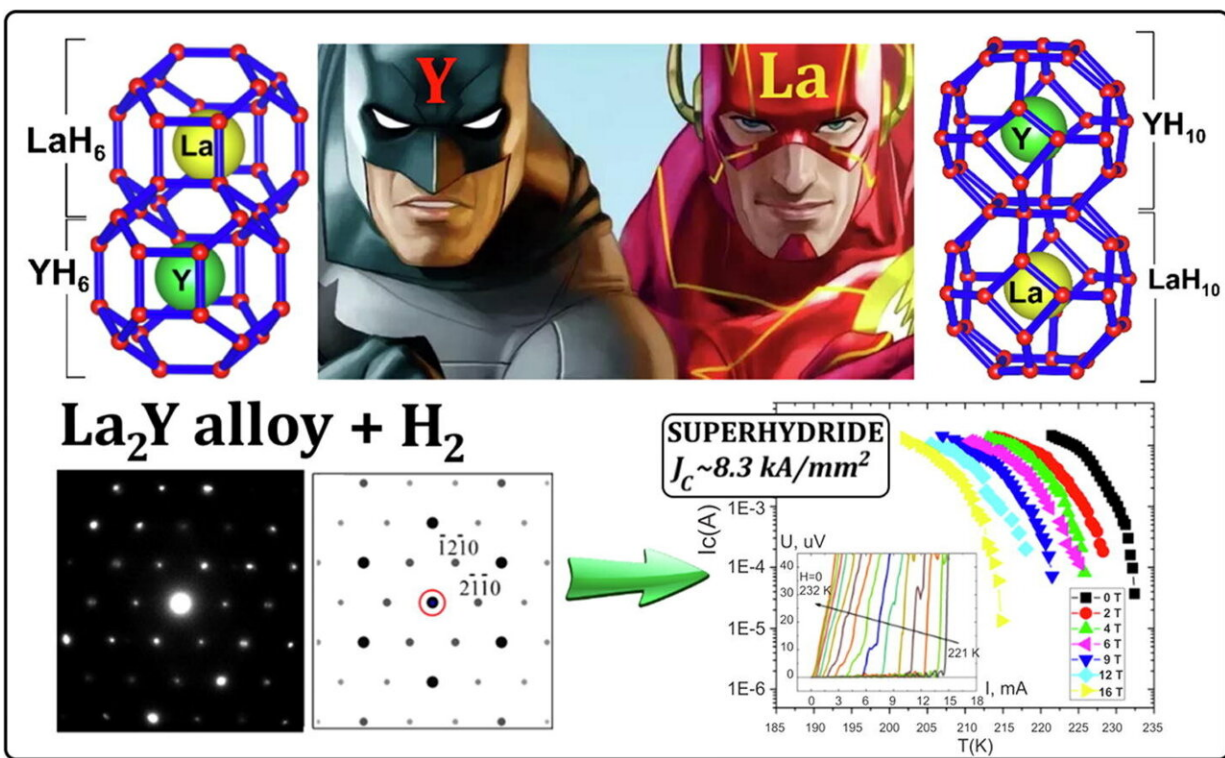 LaH6
La
YH6
Y
Y
La
Y
YH10
La
LaH10
La2Y alloy + H2
1̄21̄0
21̄1̄0
SUPERHYDRIDE
JC~8.3 kA/mm2
Ic(A)
1E-3
1E-4
1E-5
1E-6
U, uV
40
30
20
10
0
H=0
232 K
221 K
0 3 6 9 12 15 18
I, mA
0 T
2 T
4 T
6 T
9 T
12 T
16 T
185 190 195 200 205 210 215 220 225 230 235
T(K)